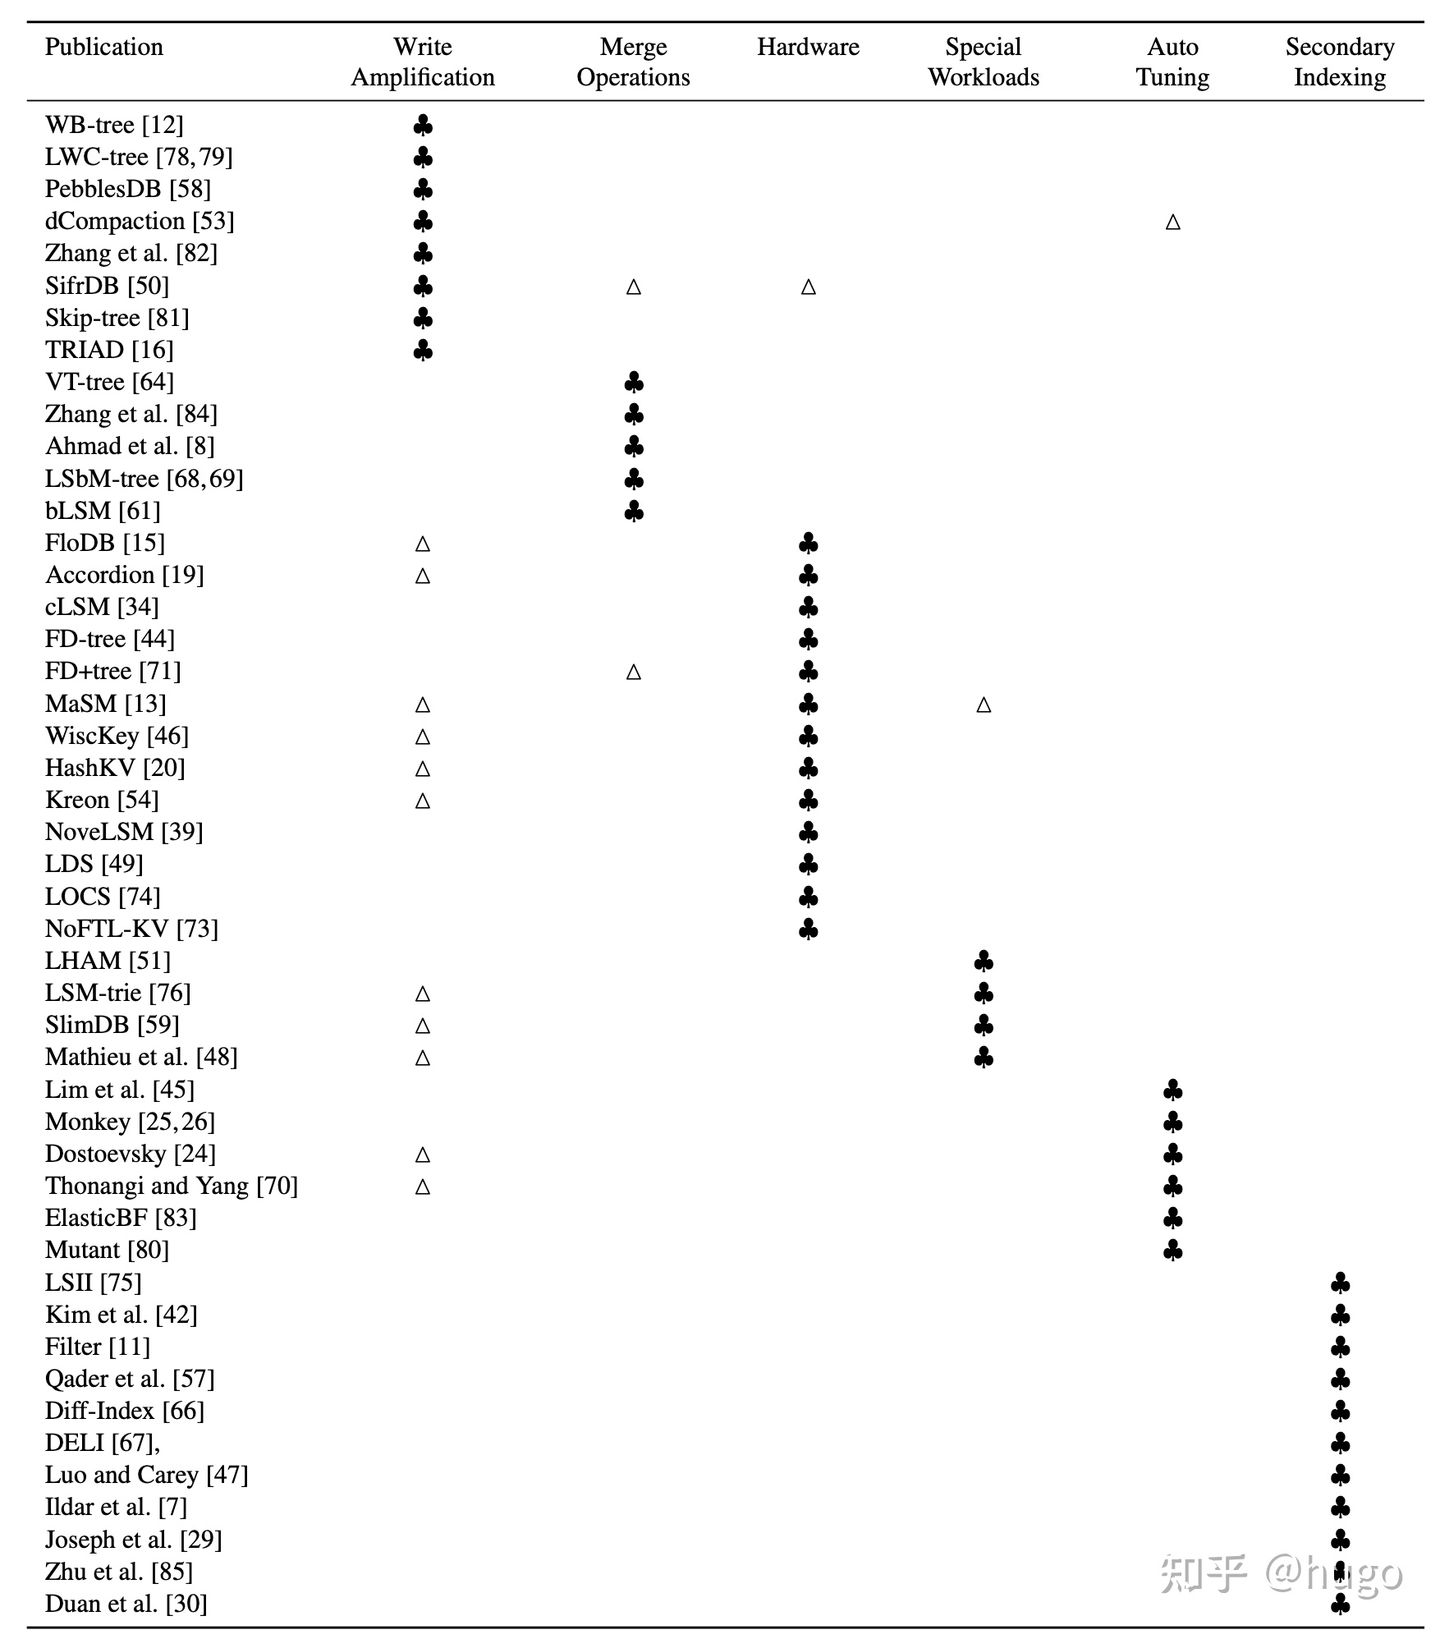 Publication Write Merge Hardware Special Auto Secondary
Amplification Operations Workloads Tuning Indexing
WB-tree [12] ♣
LWC-tree [78,79] ♣
PebblesDB [58] ♣
dCompaction [53] ♣ △
Zhang et al. [82] ♣
SifrDB [50] ♣ △ △
Skip-tree [81] ♣
TRIAD [16] ♣
VT-tree [64] ♣
Zhang et al. [84] ♣
Ahmad et al. [8] ♣
LSbM-tree [68,69] ♣
bLSM [61] ♣
FloDB [15] △ ♣
Accordion [19] △ ♣
cLSM [34] ♣
FD-tree [44] ♣
FD+tree [71] △ ♣
MaSM [13] △ ♣ △
WiscKey [46] △ ♣
HashKV [20] △ ♣
Kreon [54] △ ♣
NoveLSM [39] ♣
LDS [49] ♣
LOCS [74] ♣
NoFTL-KV [73] ♣
LHAM [51] ♣
LSM-trie [76] △ ♣
SlimDB [59] △ ♣
Mathieu et al. [48] △ ♣
Lim et al. [45] ♣
Monkey [25,26] ♣
Dostoevsky [24] △ ♣
Thonangi and Yang [70] △ ♣
ElasticBF [83] ♣
Mutant [80] ♣
LSII [75] ♣
Kim et al. [42] ♣
Filter [11] ♣
Qader et al. [57] ♣
Diff-Index [66] ♣
DELI [67], ♣
Luo and Carey [47] ♣
Ildar et al. [7] ♣
Joseph et al. [29] ♣
Zhu et al. [85] ♣
Duan et al. [30] ♣
知乎 @hugo